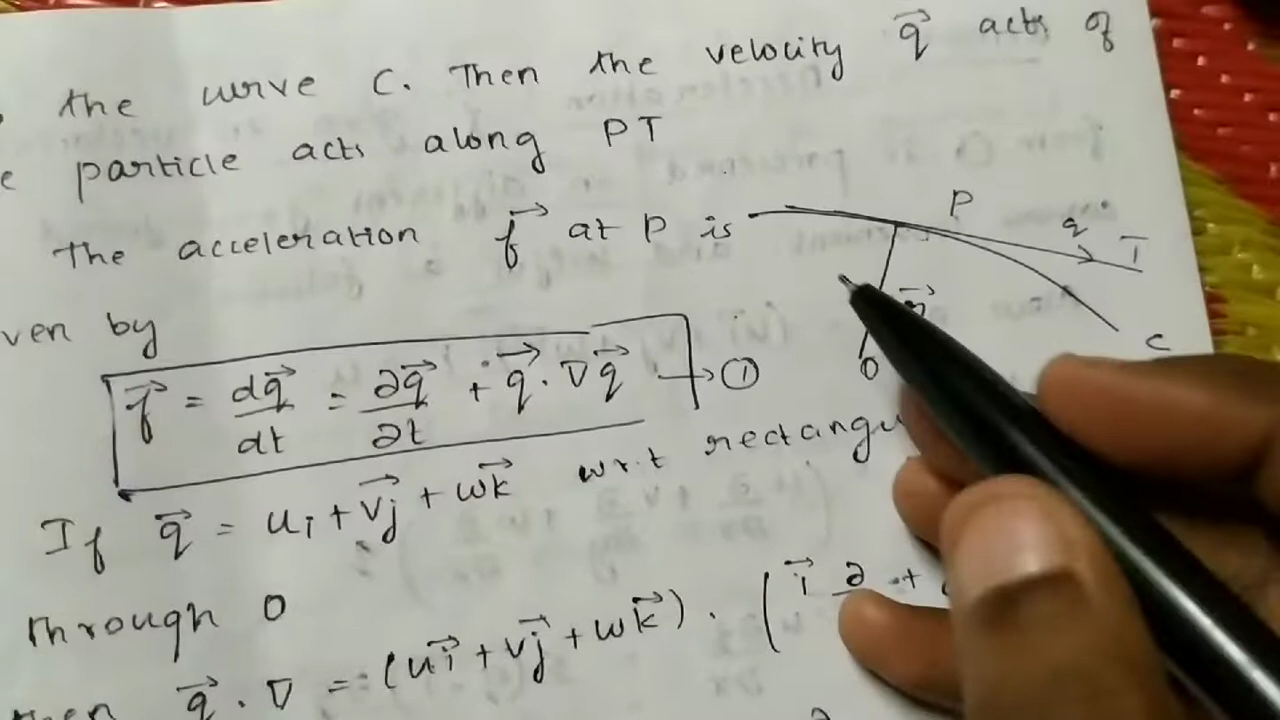 the curve C. Then the velocity q⃗ acts of
particle acts along PT
The acceleration f⃗ at P is
ven by
f⃗ = dq⃗/dt = ∂q⃗/∂t + q⃗ . ∇q⃗ → ①
If q⃗ = ui + vj⃗ + wk⃗ w.r.t rectangu
through O
then q⃗ . ∇ = (ui⃗ + vj⃗ + wk⃗) . (i⃗ ∂ +
P
q
T
C
O